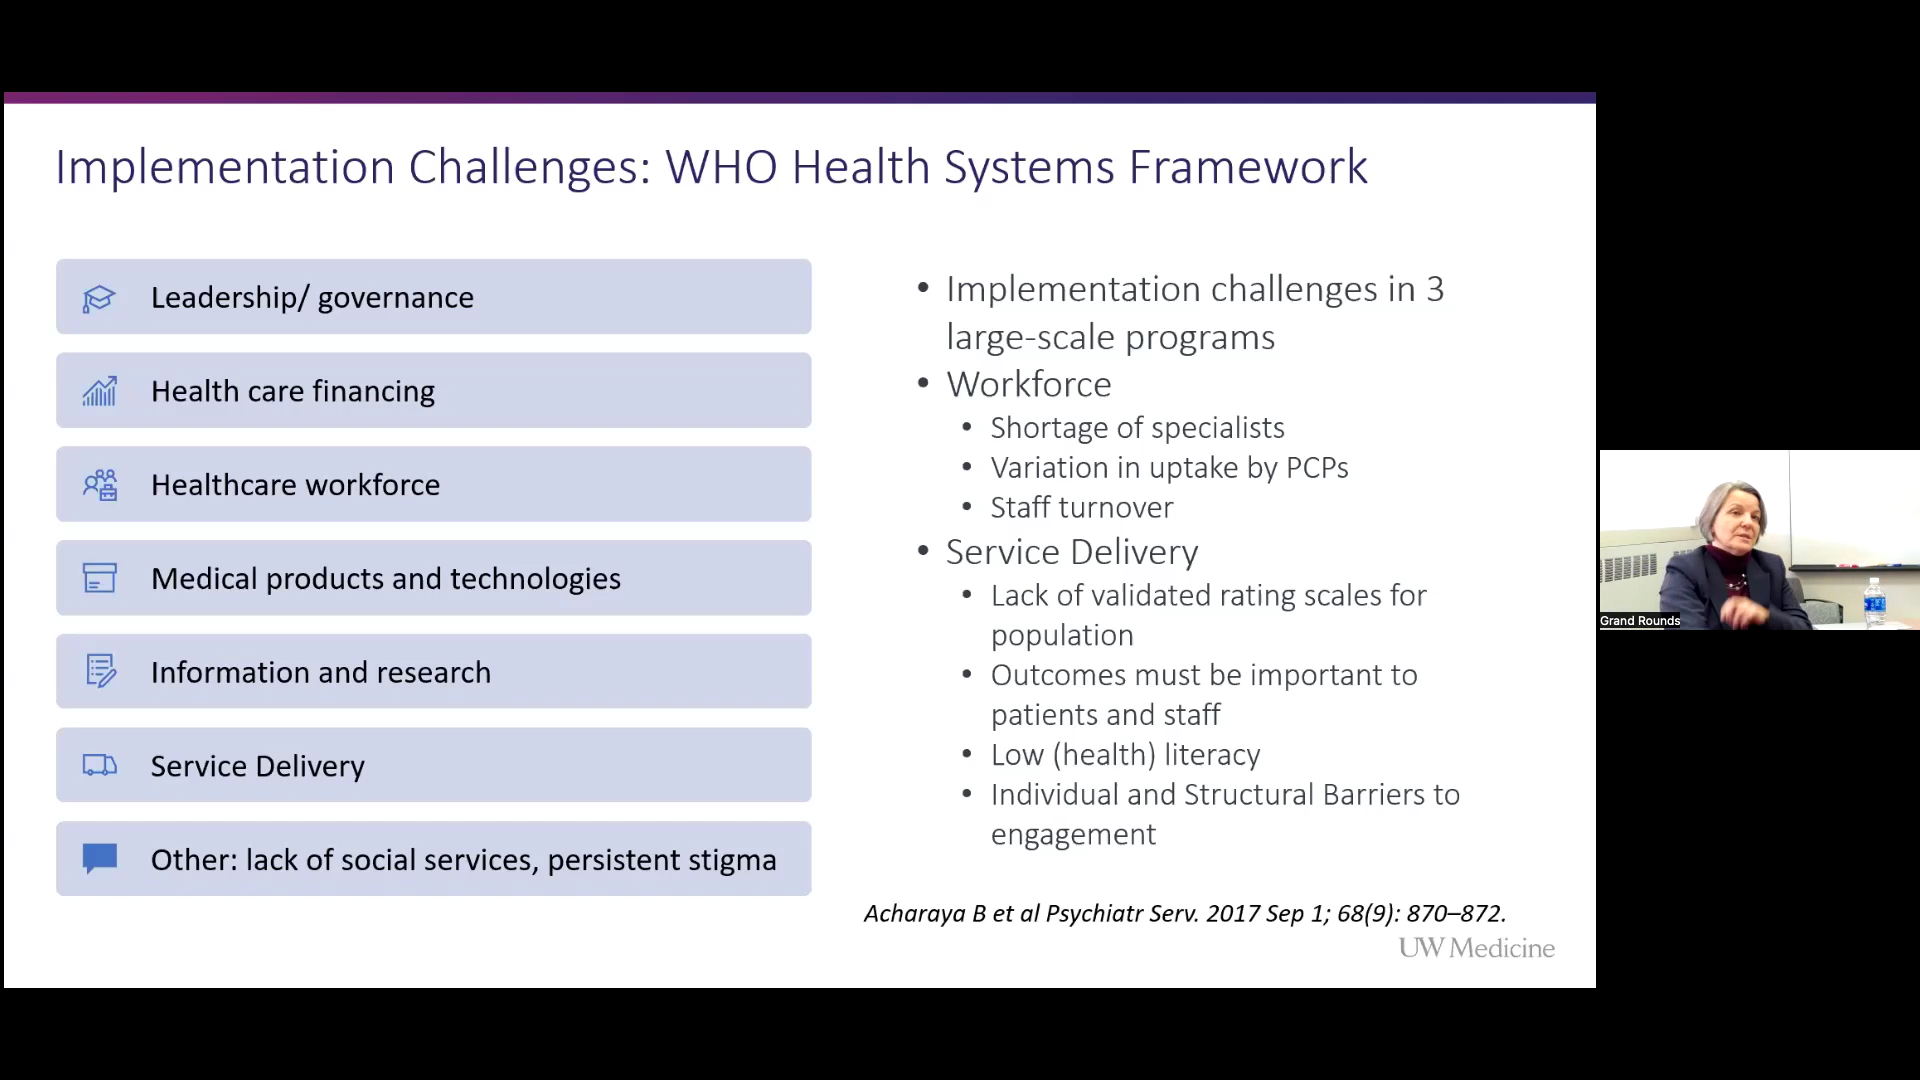 Implementation Challenges: WHO Health Systems Framework
Leadership/ governance
Health care financing
Healthcare workforce
Medical products and technologies
Information and research
Service Delivery
Other: lack of social services, persistent stigma
• Implementation challenges in 3
large-scale programs
• Workforce
• Shortage of specialists
• Variation in uptake by PCPs
• Staff turnover
• Service Delivery
• Lack of validated rating scales for
population
• Outcomes must be important to
patients and staff
• Low (health) literacy
• Individual and Structural Barriers to
engagement
Acharaya B et al Psychiatr Serv. 2017 Sep 1; 68(9): 870–872.
UW Medicine
Grand Rounds